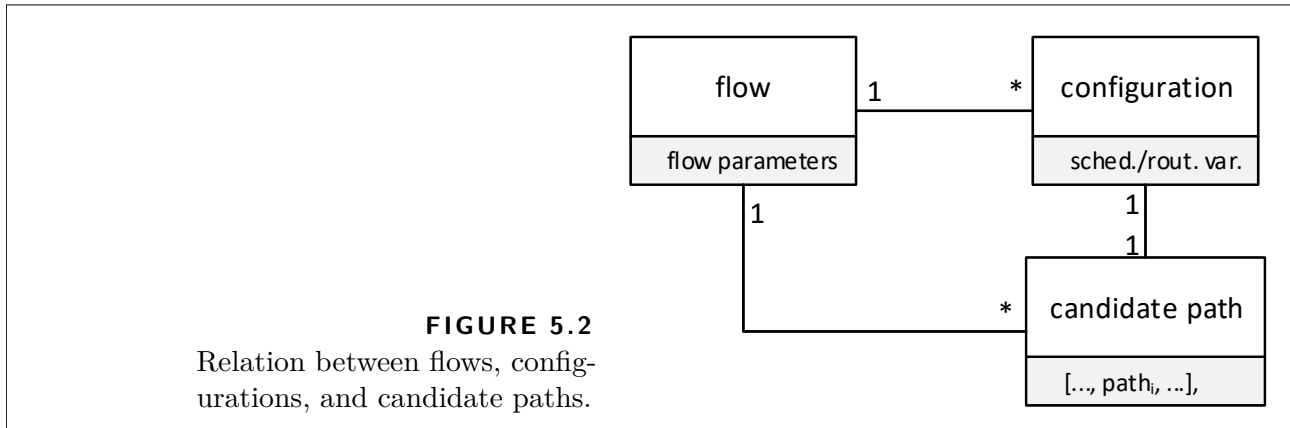 flow
1
*
configuration
flow parameters
sched./rout. var.
1
1
1
*
candidate path
[..., pathᵢ, ...],
FIGURE 5.2
Relation between flows, config-
urations, and candidate paths.